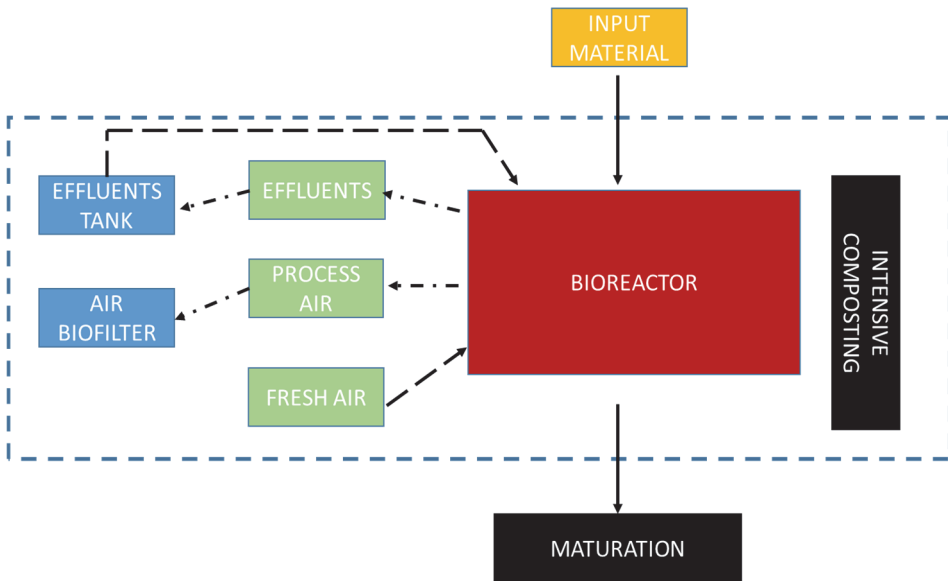 INPUT
MATERIAL
EFFLUENTS
TANK
EFFLUENTS
PROCESS
AIR
AIR
BIOFILTER
FRESH AIR
BIOREACTOR
INTENSIVE
COMPOSTING
MATURATION